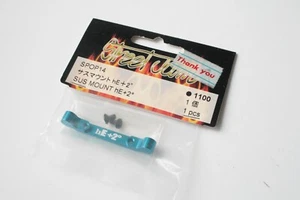 Street Jam
Thank you
SPOP14
サスマウント hE+2°
SUS MOUNT hE+2°
●1100
1 個
1 pcs
hE+2°